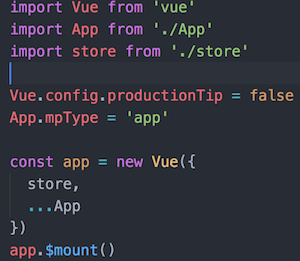 import Vue from 'vue'
import App from './App'
import store from './store'
Vue.config.productionTip = false
App.mpType = 'app'
const app = new Vue({
  store,
  ...App
})
app.$mount()